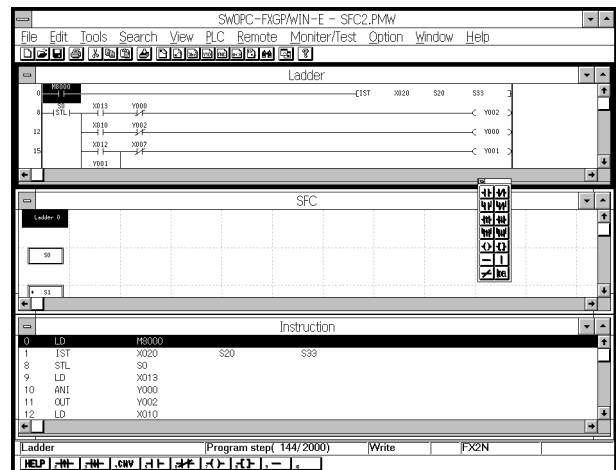 SW0PC-FXGP/WIN-E - SFC2.PMW
File Edit Tools Search View PLC Remote Moniter/Test Option Window Help
Ladder
M8000
0 [IST X020 S20 S33 ]
S0 X013 Y000
8 STL Y002
X010 Y002
12 Y000
X012 X007
15 Y001
Y001
SFC
Ladder 0
S0
S1
Instruction
0 LD M8000
1 IST X020 S20 S33
8 STL S0
9 LD X013
10 ANI Y000
11 OUT Y002
12 LD X010
Ladder Program step( 144/2000) Write FX2N
HELP .CNV